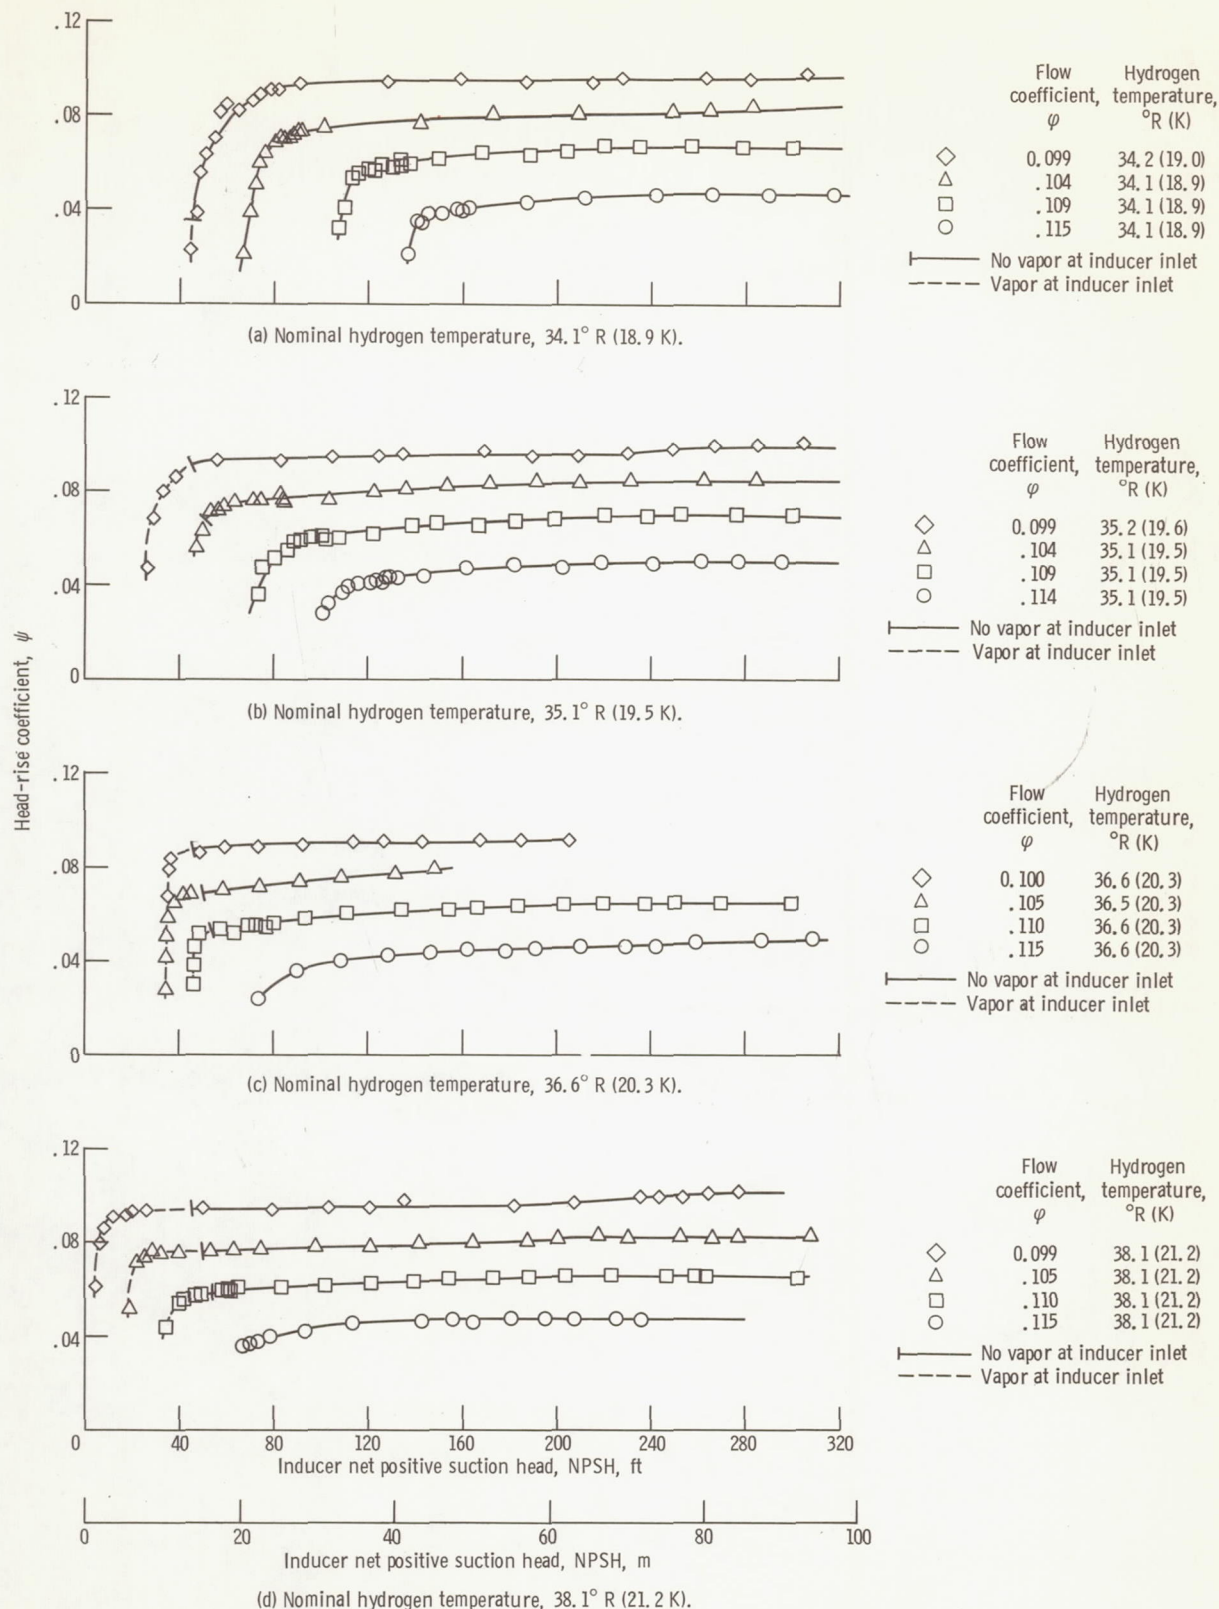 .12
.08
.04
0
Flow coefficient, φ
Hydrogen temperature, °R (K)
0.099 34.2 (19.0)
.104 34.1 (18.9)
.109 34.1 (18.9)
.115 34.1 (18.9)
No vapor at inducer inlet
Vapor at inducer inlet
(a) Nominal hydrogen temperature, 34.1° R (18.9 K).
.12
.08
.04
0
Flow coefficient, φ
Hydrogen temperature, °R (K)
0.099 35.2 (19.6)
.104 35.1 (19.5)
.109 35.1 (19.5)
.114 35.1 (19.5)
No vapor at inducer inlet
Vapor at inducer inlet
(b) Nominal hydrogen temperature, 35.1° R (19.5 K).
Head-rise coefficient, ψ
.12
.08
.04
0
Flow coefficient, φ
Hydrogen temperature, °R (K)
0.100 36.6 (20.3)
.105 36.5 (20.3)
.110 36.6 (20.3)
.115 36.6 (20.3)
No vapor at inducer inlet
Vapor at inducer inlet
(c) Nominal hydrogen temperature, 36.6° R (20.3 K).
.12
.08
.04
Flow coefficient, φ
Hydrogen temperature, °R (K)
0.099 38.1 (21.2)
.105 38.1 (21.2)
.110 38.1 (21.2)
.115 38.1 (21.2)
No vapor at inducer inlet
Vapor at inducer inlet
0 40 80 120 160 200 240 280 320
Inducer net positive suction head, NPSH, ft
0 20 40 60 80 100
Inducer net positive suction head, NPSH, m
(d) Nominal hydrogen temperature, 38.1° R (21.2 K).